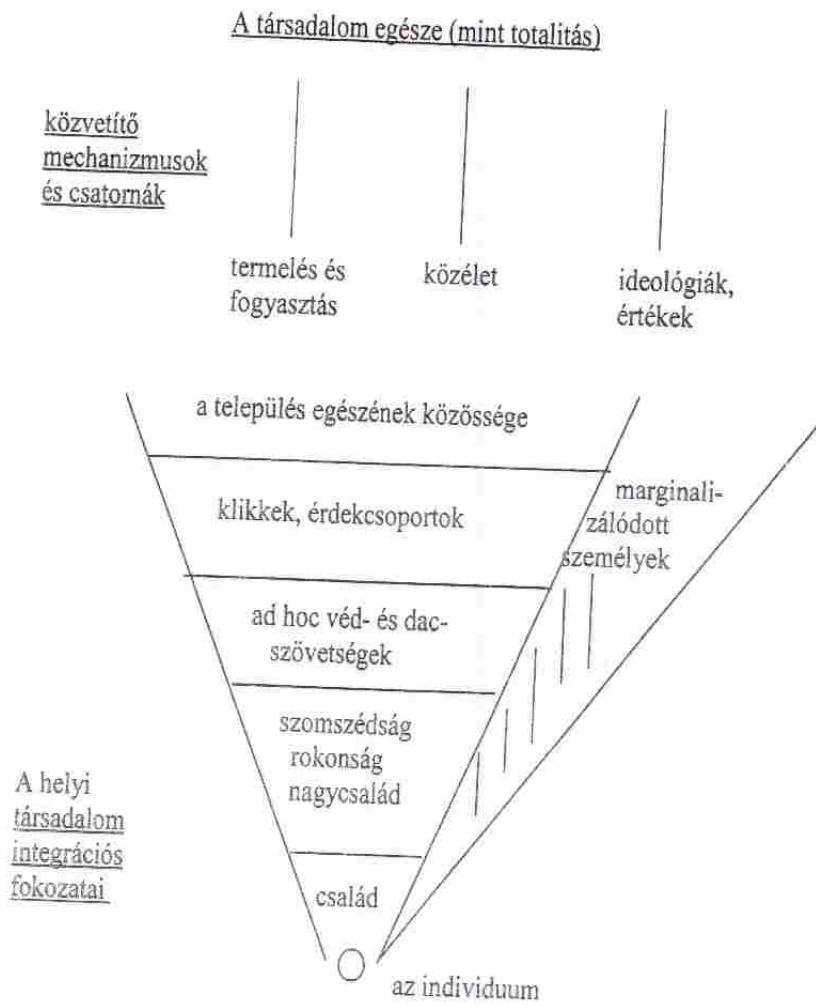 A társadalom egésze (mint totalitás)
közvetítő
mechanizmusok
és csatornák
termelés és
fogyasztás
közélet
ideológiák,
értékek
a település egészének közössége
klikkek, érdekcsoportok
marginali-
zálódott
személyek
ad hoc véd- és dac-
szövetségek
szomszédság
rokonság
nagycsalád
A helyi
társadalom
integrációs
fokozatai
család
az individuum